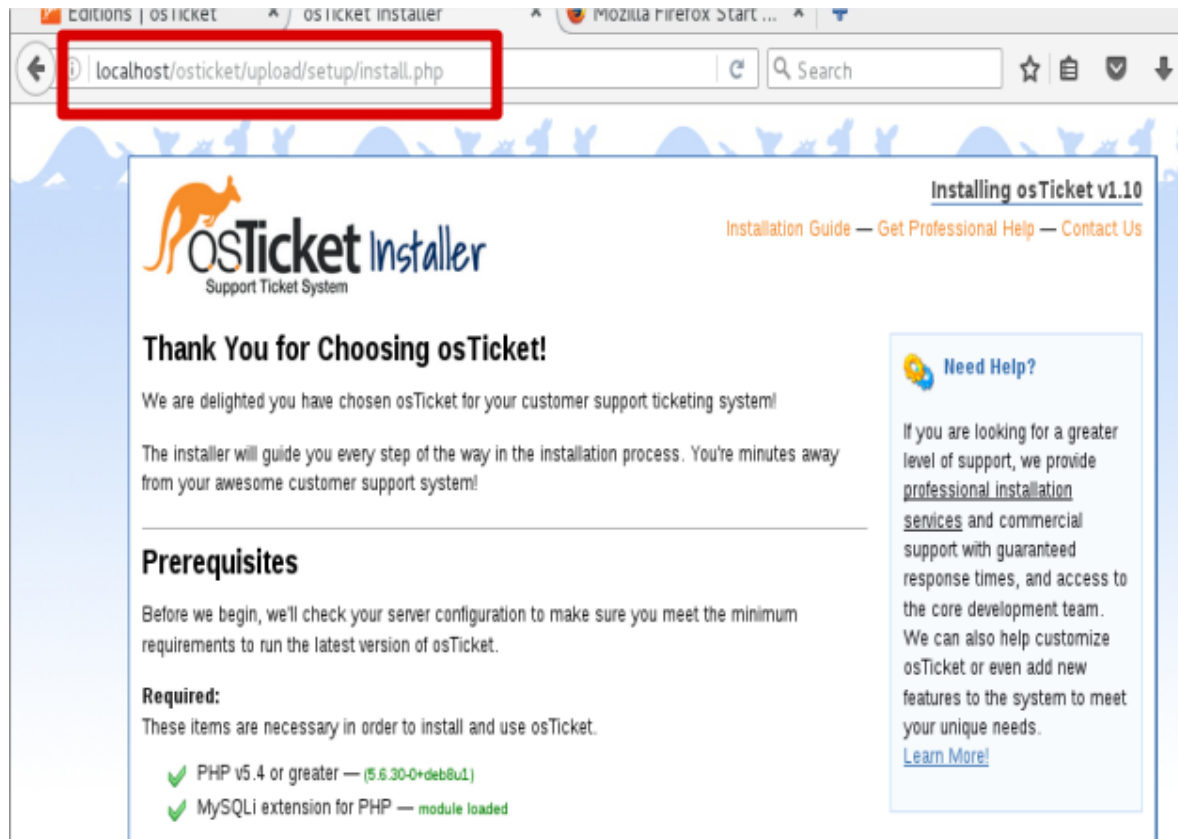 Editions | osTicket
osTicket Installer
Mozilla Firefox Start ...
localhost/osticket/upload/setup/install.php
Search
osTicket Installer
Support Ticket System
Installing osTicket v1.10
Installation Guide — Get Professional Help — Contact Us
Thank You for Choosing osTicket!
We are delighted you have chosen osTicket for your customer support ticketing system!
The installer will guide you every step of the way in the installation process. You're minutes away
from your awesome customer support system!
Prerequisites
Before we begin, we'll check your server configuration to make sure you meet the minimum
requirements to run the latest version of osTicket.
Required:
These items are necessary in order to install and use osTicket.
PHP v5.4 or greater — (5.6.30-0+deb8u1)
MySQLi extension for PHP — module loaded
Need Help?
If you are looking for a greater
level of support, we provide
professional installation
services and commercial
support with guaranteed
response times, and access to
the core development team.
We can also help customize
osTicket or even add new
features to the system to meet
your unique needs.
Learn More!